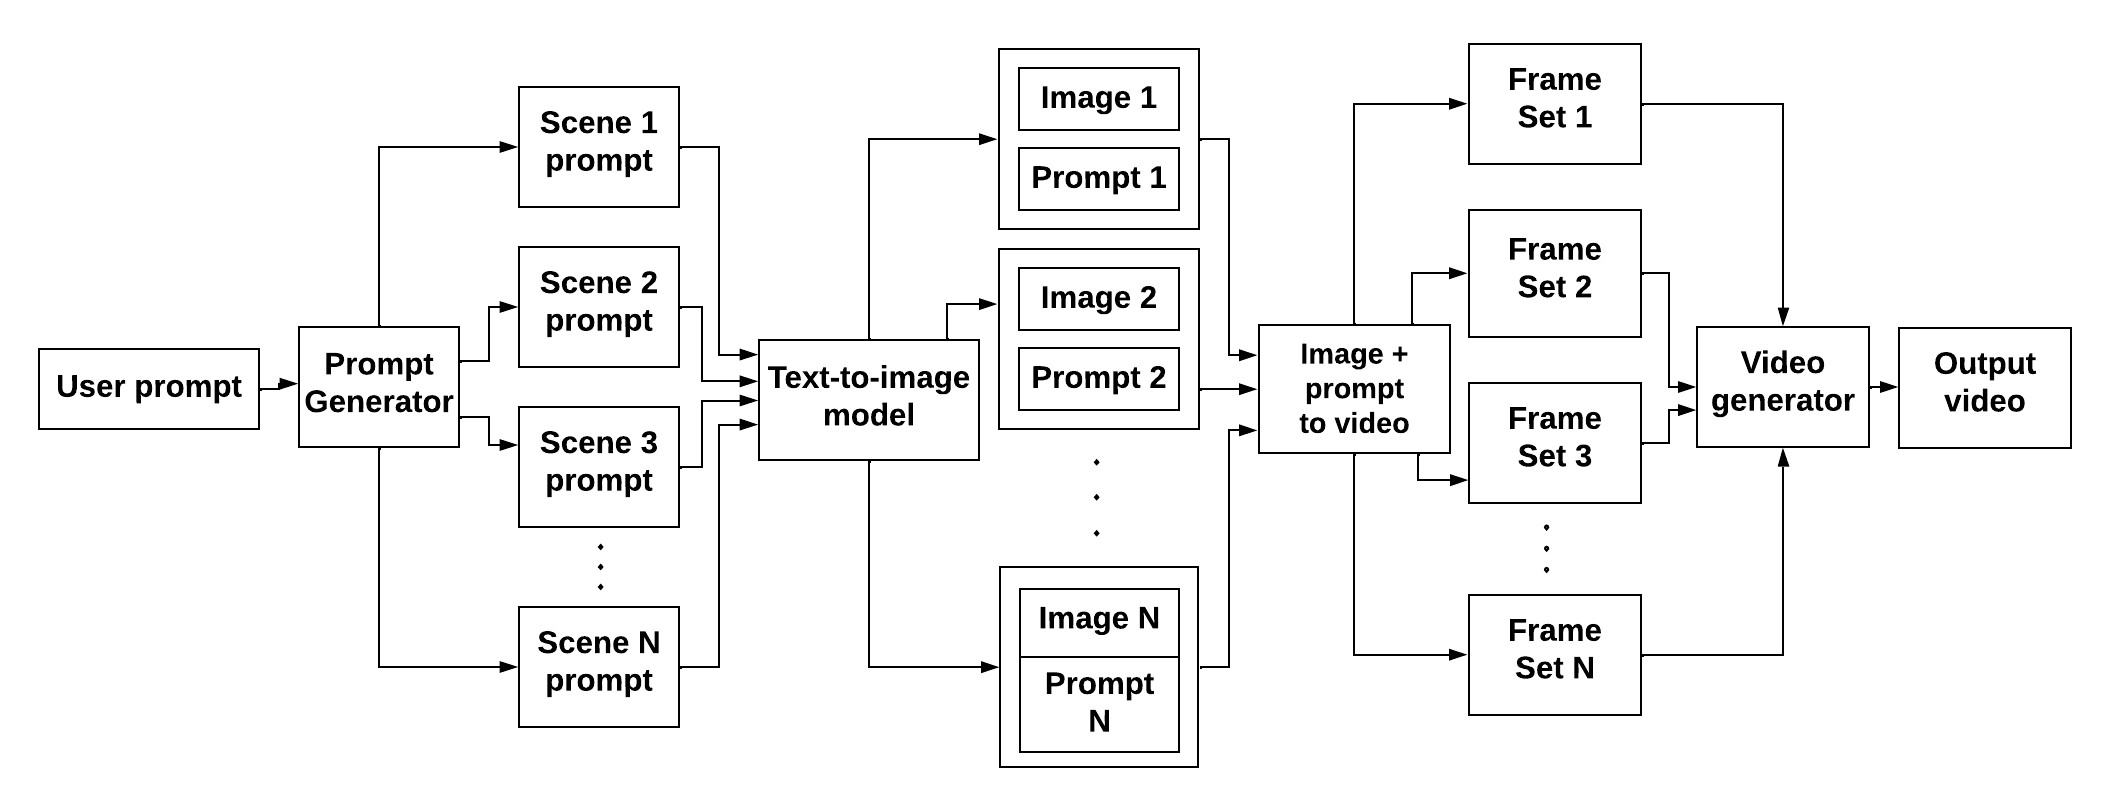 User prompt
Prompt
Generator
Scene 1
prompt
Scene 2
prompt
Scene 3
prompt
Scene N
prompt
Text-to-image
model
Image 1
Prompt 1
Image 2
Prompt 2
Image N
Prompt
N
Image +
prompt
to video
Frame
Set 1
Frame
Set 2
Frame
Set 3
Frame
Set N
Video
generator
Output
video